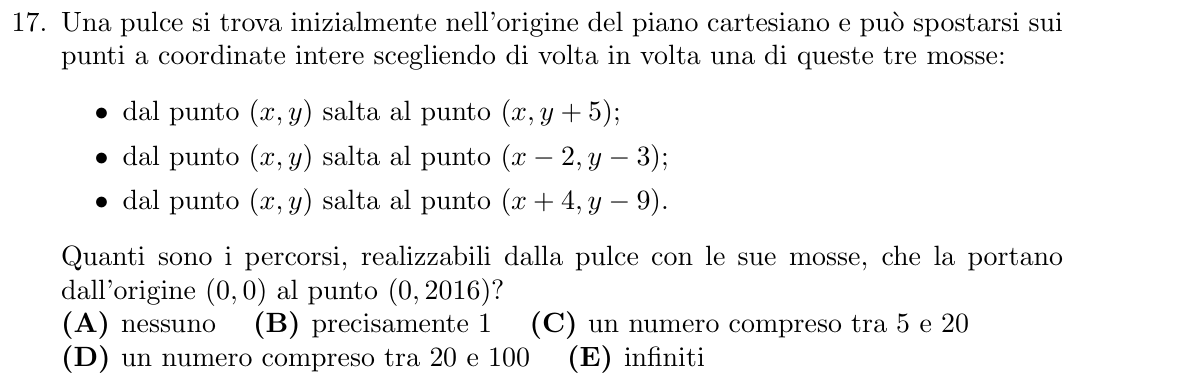 17. Una pulce si trova inizialmente nell'origine del piano cartesiano e può spostarsi sui
punti a coordinate intere scegliendo di volta in volta una di queste tre mosse:
• dal punto (x, y) salta al punto (x, y + 5);
• dal punto (x, y) salta al punto (x − 2, y − 3);
• dal punto (x, y) salta al punto (x + 4, y − 9).
Quanti sono i percorsi, realizzabili dalla pulce con le sue mosse, che la portano
dall'origine (0, 0) al punto (0, 2016)?
(A) nessuno (B) precisamente 1 (C) un numero compreso tra 5 e 20
(D) un numero compreso tra 20 e 100 (E) infiniti